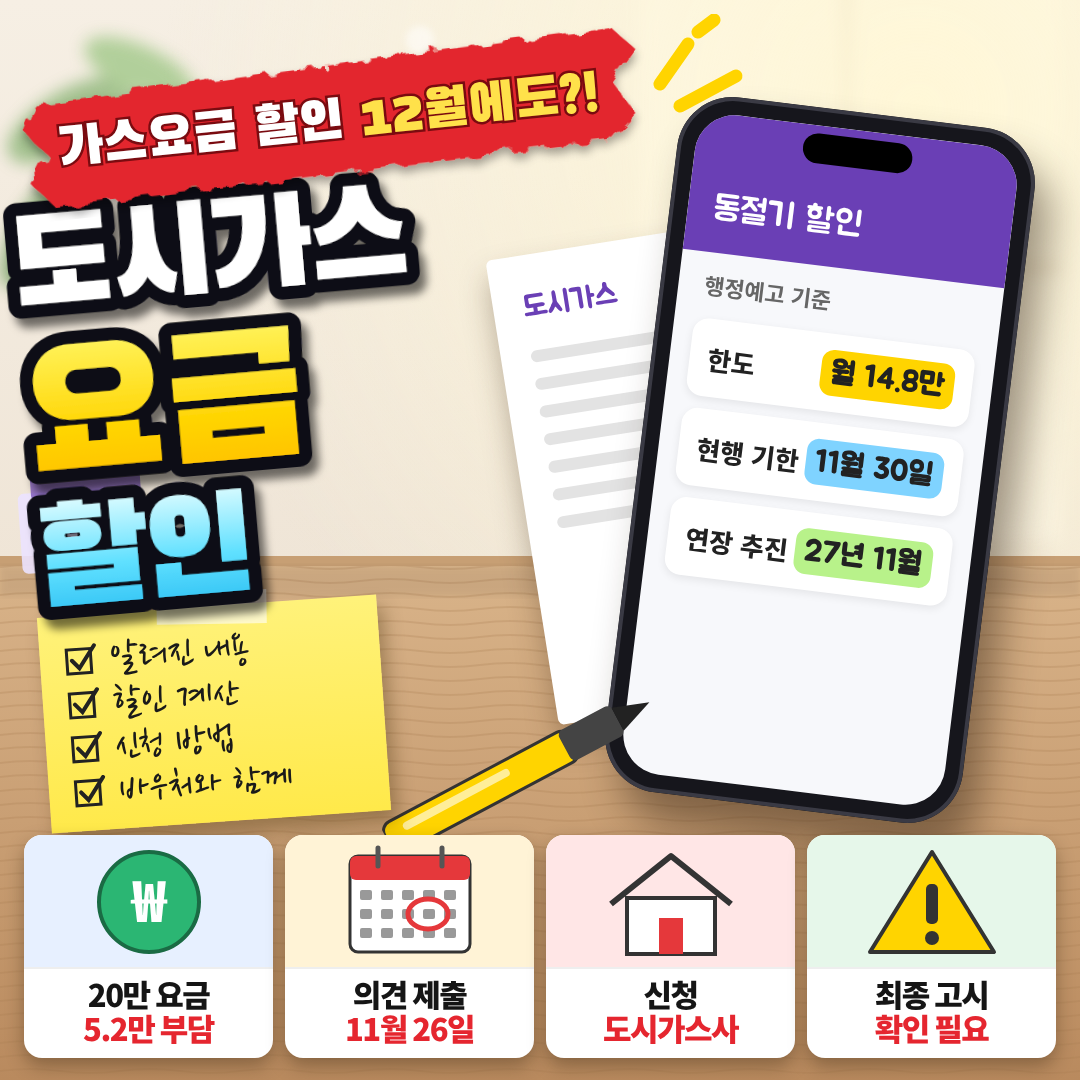 가스요금 할인 12월에도?!
도시가스
요금
할인
도시가스
동절기 할인
행정예고 기준
한도 월 14.8만
현행 기한 11월 30일
연장 추진 27년 11월
알려진 내용
할인 계산
신청 방법
바우처와 함께
₩
20만 요금
5.2만 부담
의견 제출
11월 26일
신청
도시가스사
최종 고시
확인 필요